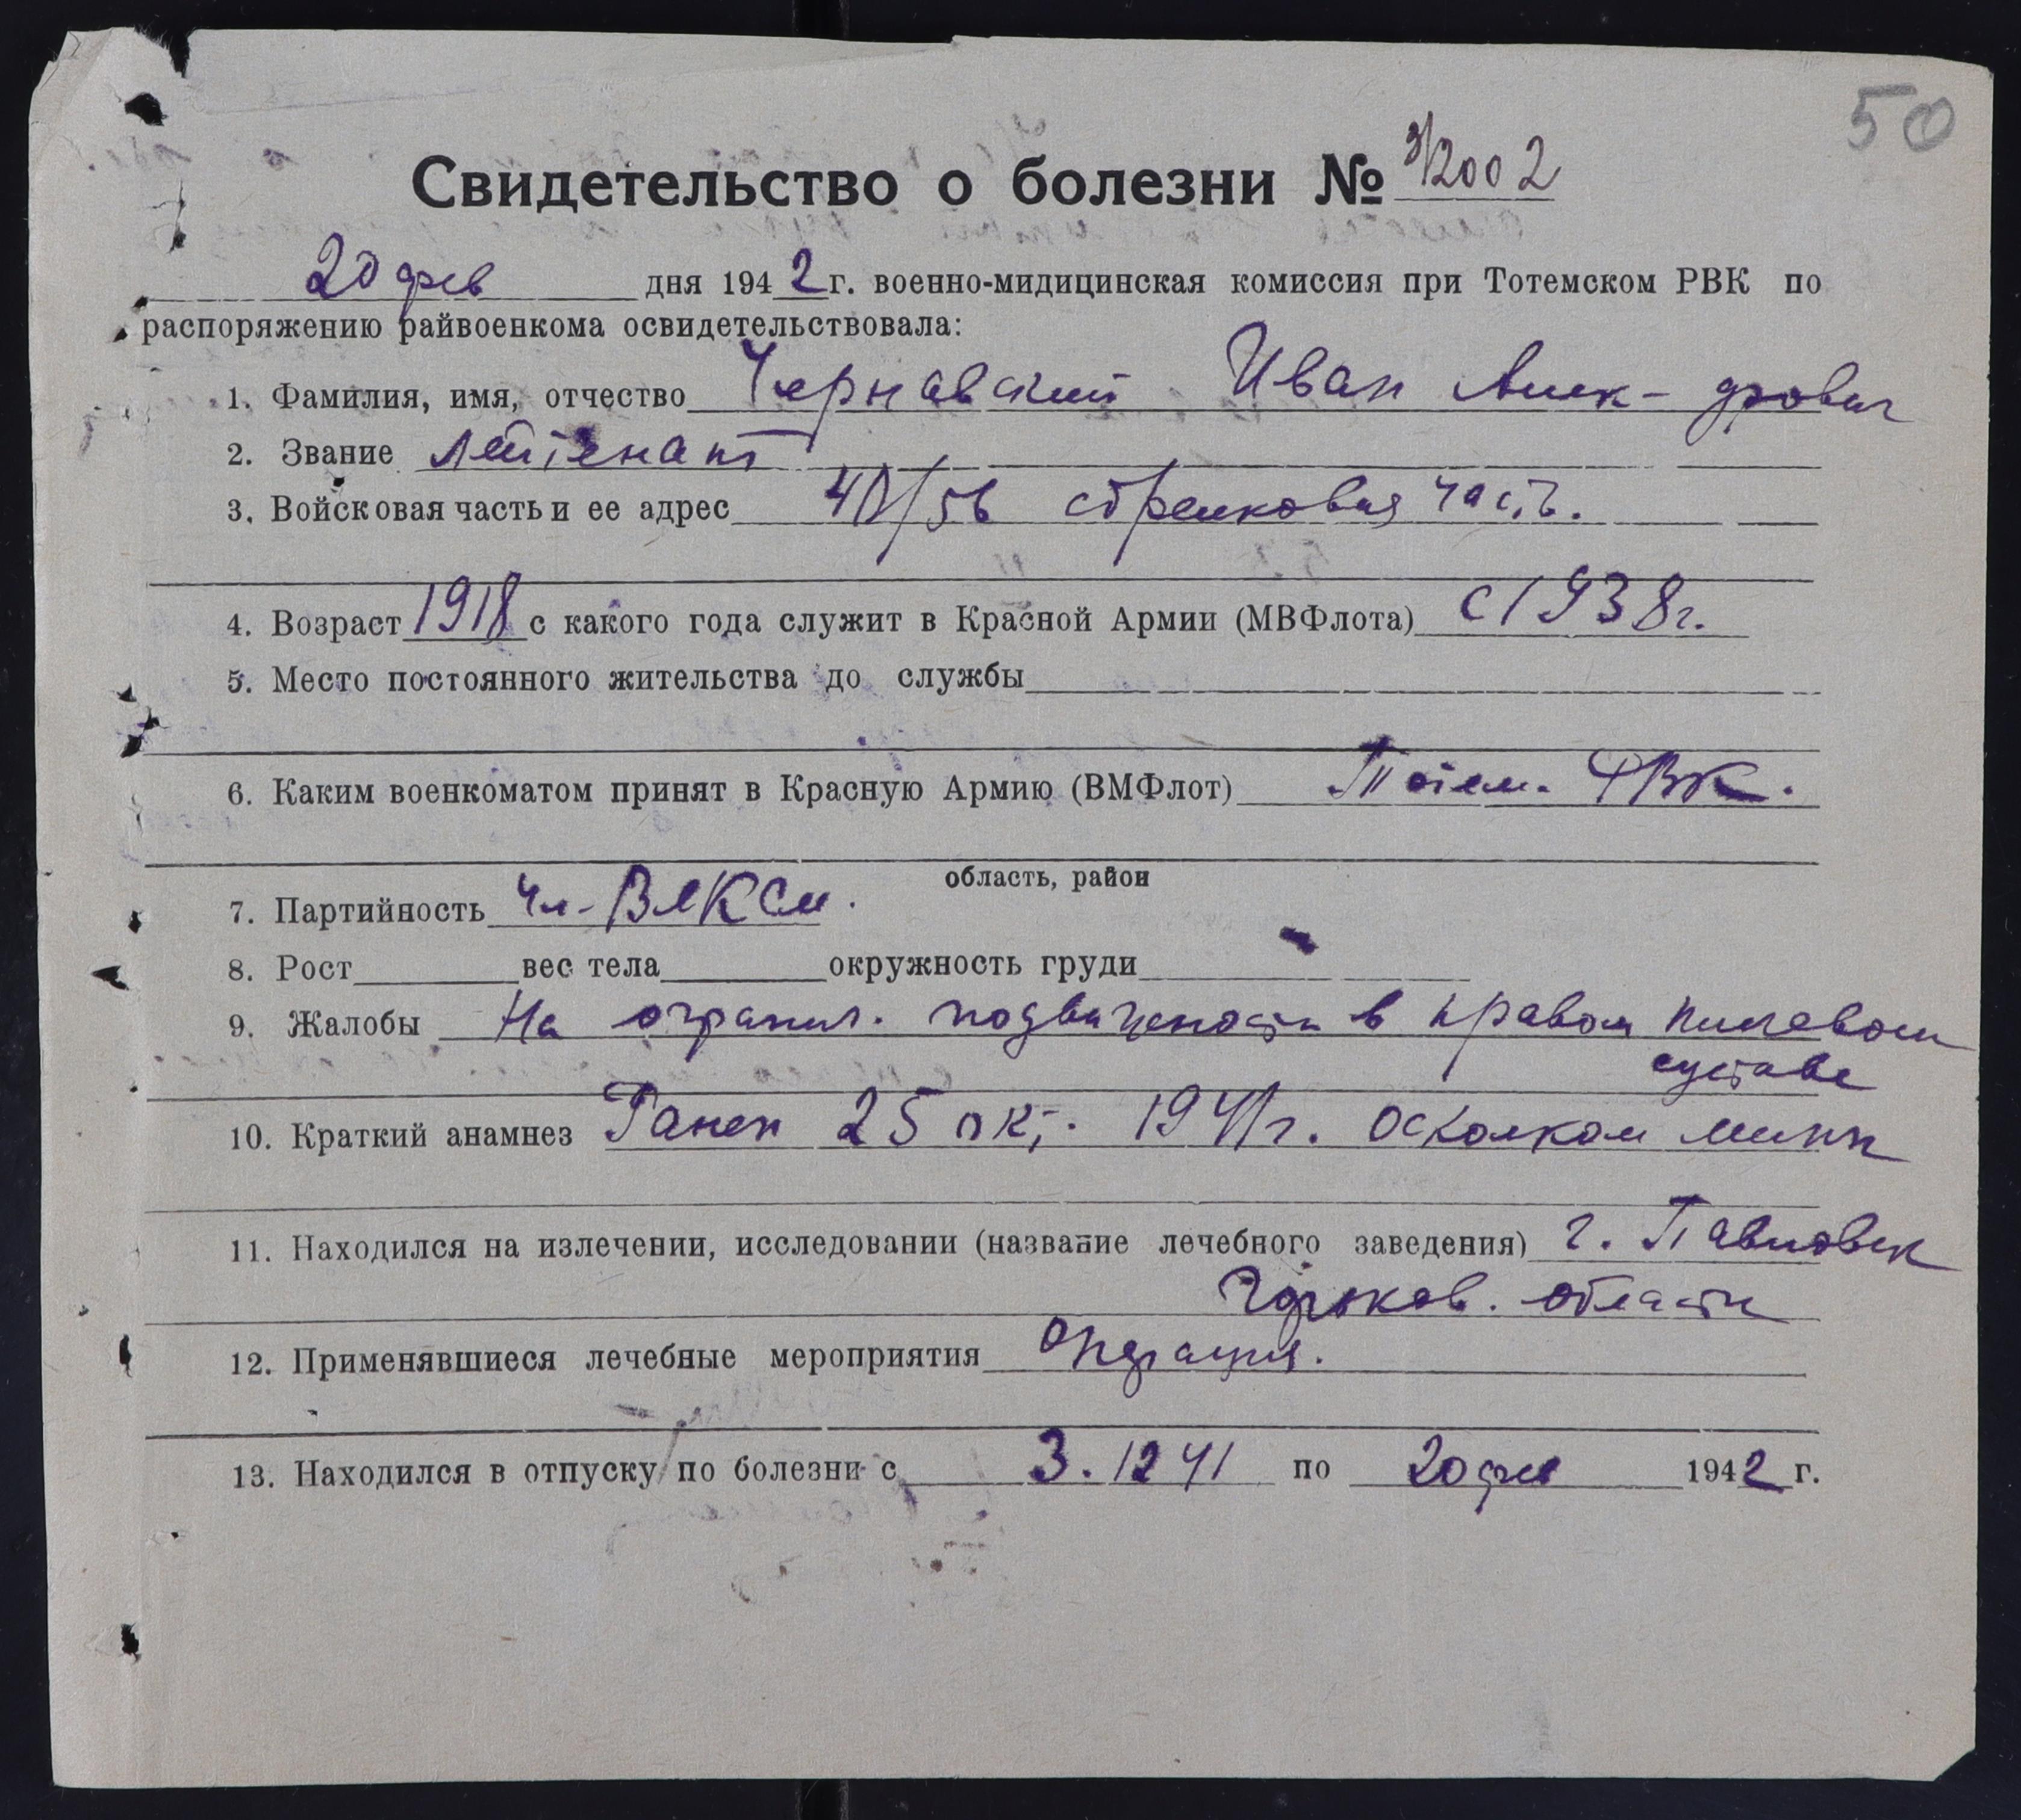 50
Свидетельство о болезни № 3/2002
20 фев дня 1942 г. военно-мидицинская комиссия при Тотемском РВК по
распоряжению райвоенкома освидетельствовала:
1. Фамилия, имя, отчество Чернавский Иван Алек-дрович
2. Звание лейтенант
3. Войсковая часть и ее адрес 40/56 стрелковая часть.
4. Возраст 1918 с какого года служит в Красной Армии (МВФлота) с 1938 г.
5. Место постоянного жительства до службы
6. Каким военкоматом принят в Красную Армию (ВМФлот) Тотем. РВК.
область, район
7. Партийность чл-ВЛКСМ.
8. Рост вес тела окружность груди
9. Жалобы На огранич. подвижность в правом плечевом
суставе
10. Краткий анамнез Ранен 25 окт. 1941 г. осколком мины
11. Находился на излечении, исследовании (название лечебного заведения) г. Павловск
Горьков. области
12. Применявшиеся лечебные мероприятия Операция.
13. Находился в отпуску по болезни с 3. 12 41 по 20 фев 1942 г.